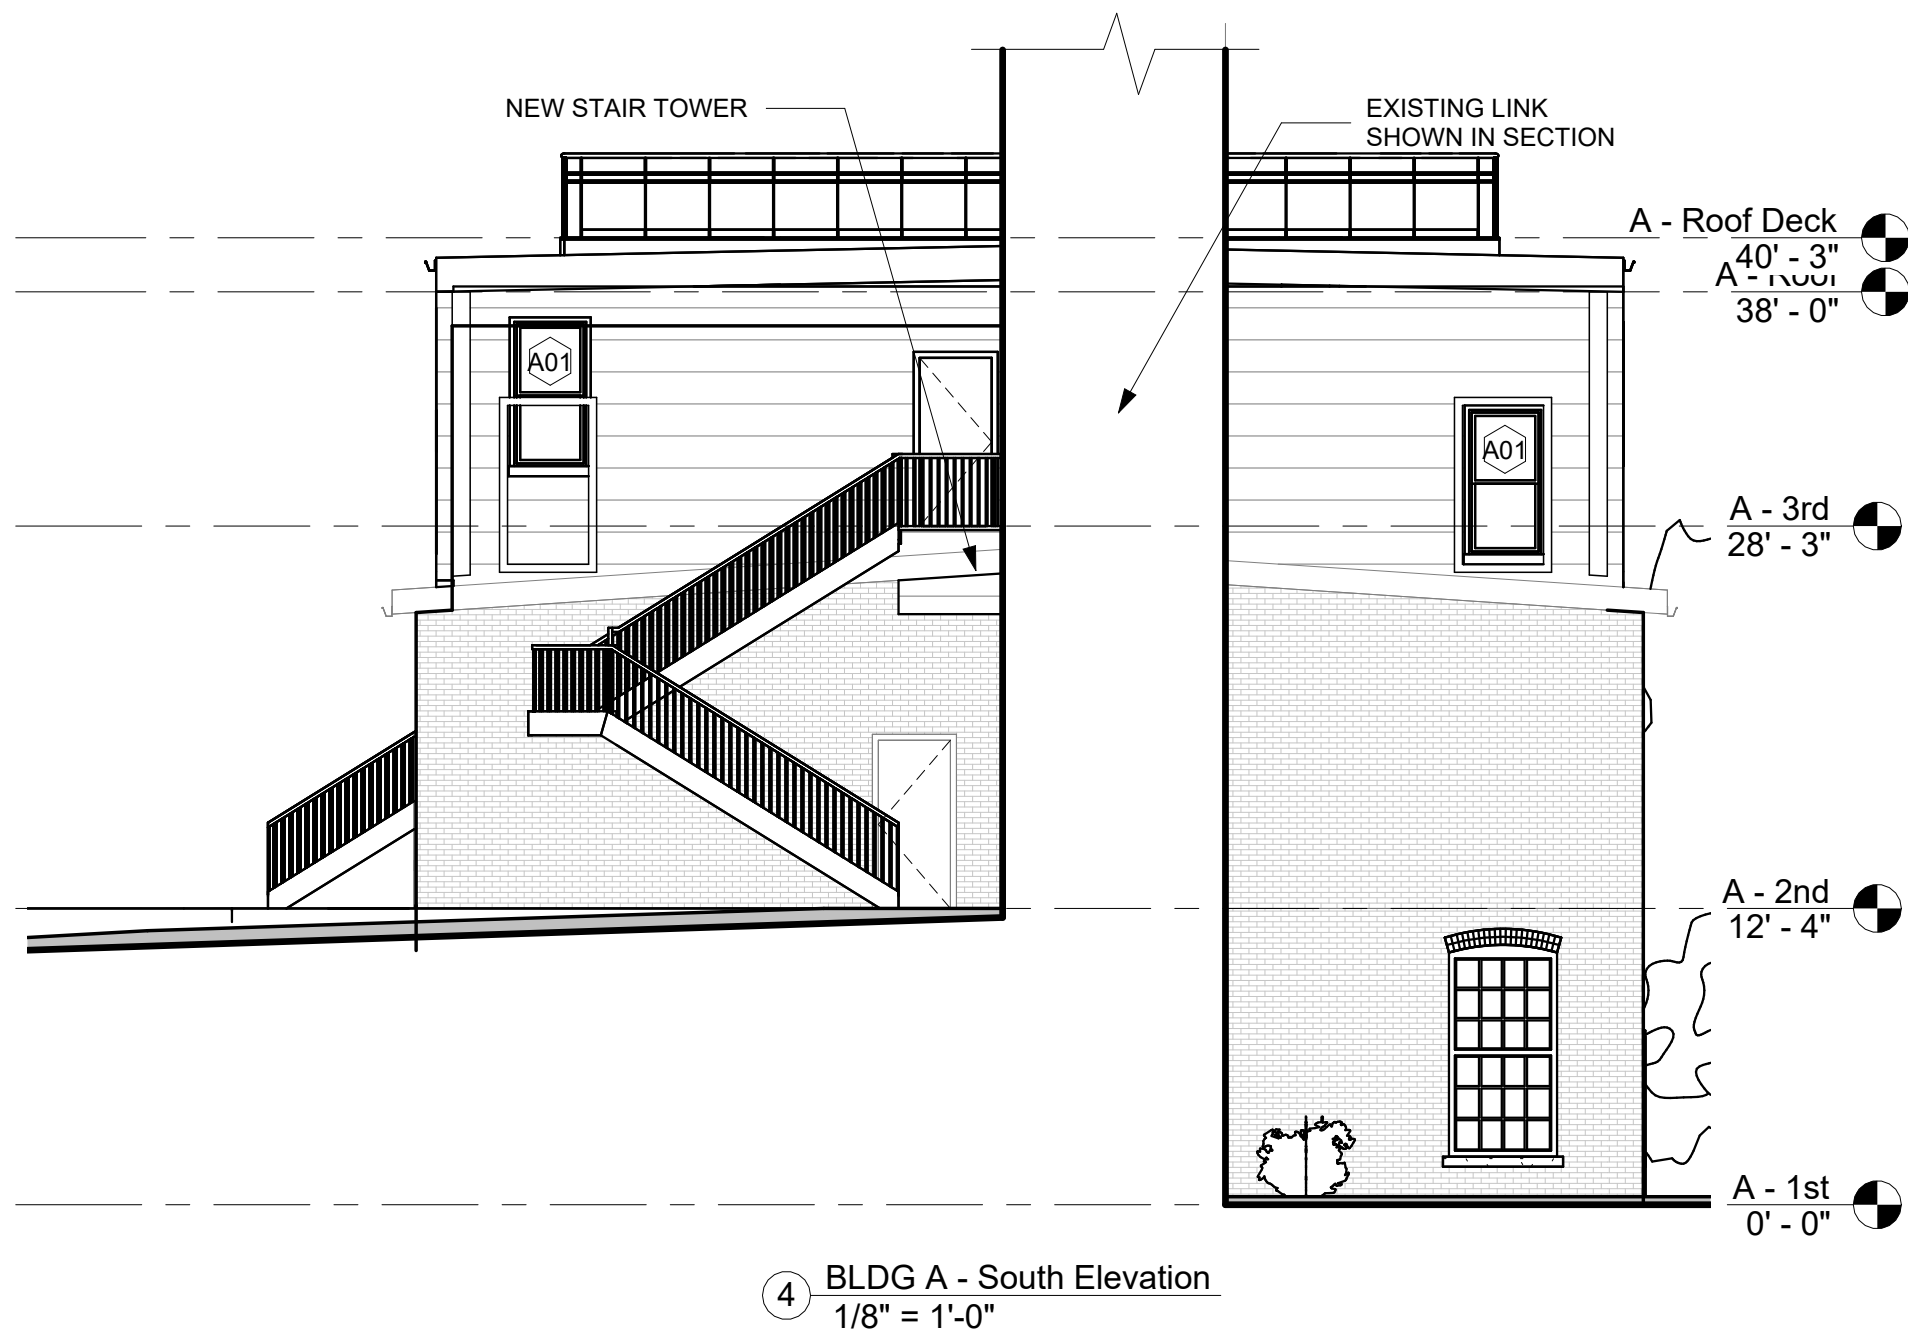 NEW STAIR TOWER
EXISTING LINK
SHOWN IN SECTION
A - Roof Deck
40' - 3"
A - Roof
38' - 0"
A01
A01
A - 3rd
28' - 3"
A - 2nd
12' - 4"
A - 1st
0' - 0"
4
BLDG A - South Elevation
1/8" = 1'-0"